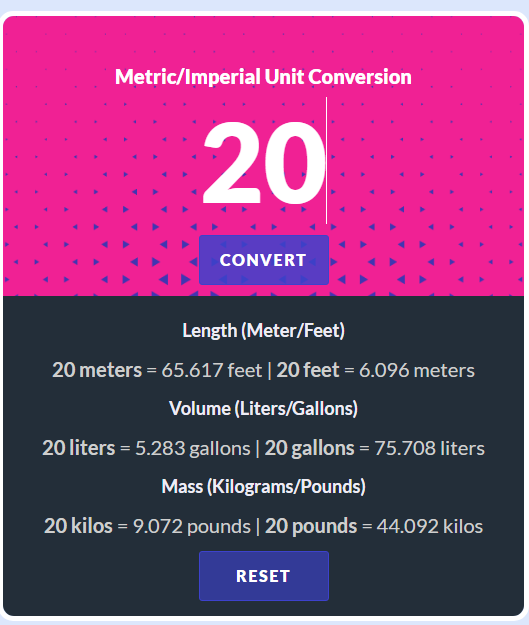 Metric/Imperial Unit Conversion
20
CONVERT
Length (Meter/Feet)
20 meters = 65.617 feet | 20 feet = 6.096 meters
Volume (Liters/Gallons)
20 liters = 5.283 gallons | 20 gallons = 75.708 liters
Mass (Kilograms/Pounds)
20 kilos = 9.072 pounds | 20 pounds = 44.092 kilos
RESET